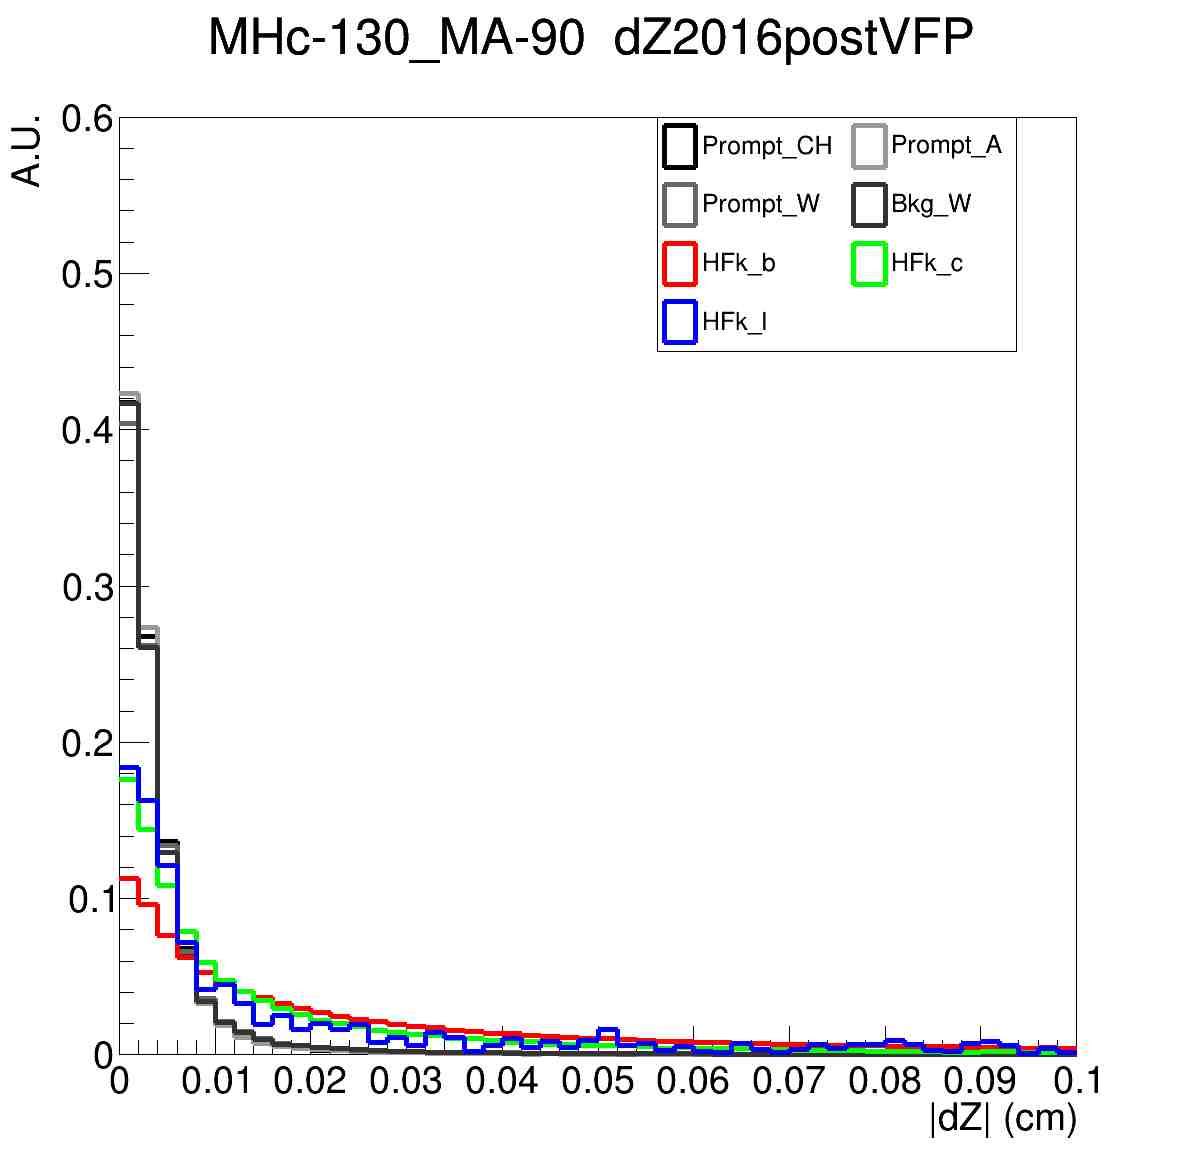 MHc-130_MA-90 dZ2016postVFP
A.U.
0.6
0.5
0.4
0.3
0.2
0.1
0
Prompt_CH Prompt_A
Prompt_W Bkg_W
HFk_b HFk_c
HFk_l
0 0.01 0.02 0.03 0.04 0.05 0.06 0.07 0.08 0.09 0.1
|dZ| (cm)